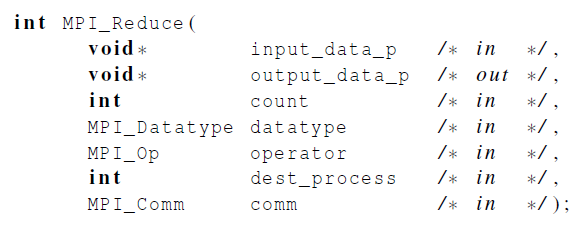 int MPI_Reduce(
void* input_data_p /* in */,
void* output_data_p /* out */,
int count /* in */,
MPI_Datatype datatype /* in */,
MPI_Op operator /* in */,
int dest_process /* in */,
MPI_Comm comm /* in */);